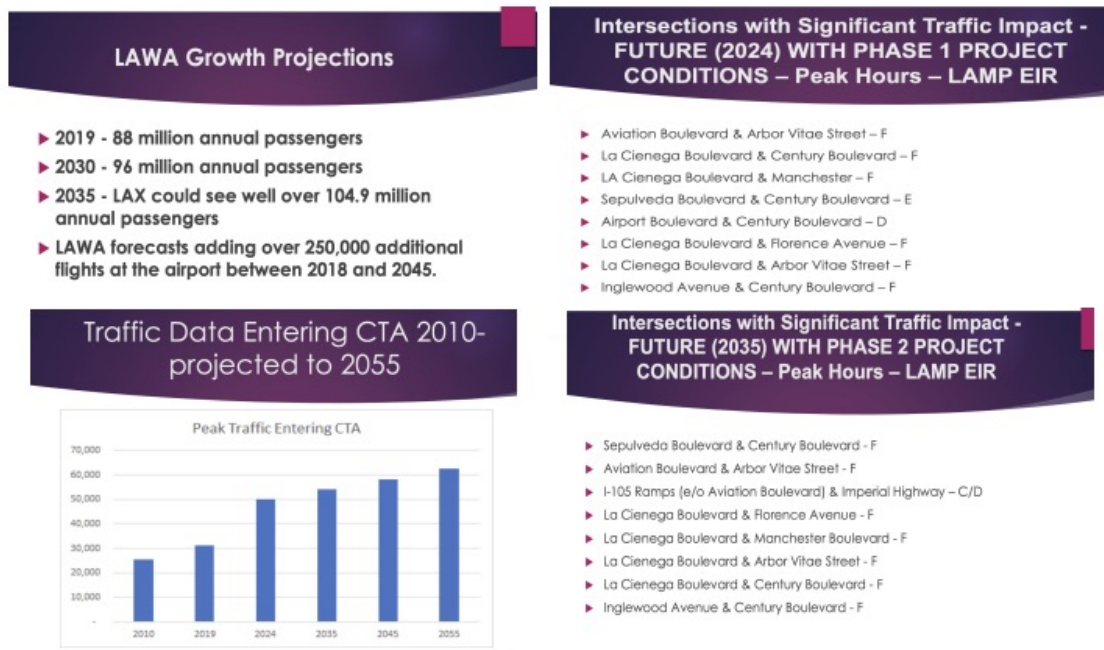 LAWA Growth Projections
2019 - 88 million annual passengers
2030 - 96 million annual passengers
2035 - LAX could see well over 104.9 million
annual passengers
LAWA forecasts adding over 250,000 additional
flights at the airport between 2018 and 2045.
Intersections with Significant Traffic Impact -
FUTURE (2024) WITH PHASE 1 PROJECT
CONDITIONS – Peak Hours – LAMP EIR
Aviation Boulevard & Arbor Vitae Street – F
La Cienega Boulevard & Century Boulevard – F
LA Cienega Boulevard & Manchester – F
Sepulveda Boulevard & Century Boulevard – E
Airport Boulevard & Century Boulevard – D
La Cienega Boulevard & Florence Avenue – F
La Cienega Boulevard & Arbor Vitae Street – F
Inglewood Avenue & Century Boulevard – F
Traffic Data Entering CTA 2010-
projected to 2055
Peak Traffic Entering CTA
70,000
60,000
50,000
40,000
30,000
20,000
10,000
-
2010 2019 2024 2035 2045 2055
Intersections with Significant Traffic Impact -
FUTURE (2035) WITH PHASE 2 PROJECT
CONDITIONS – Peak Hours – LAMP EIR
Sepulveda Boulevard & Century Boulevard - F
Aviation Boulevard & Arbor Vitae Street - F
I-105 Ramps (e/o Aviation Boulevard) & Imperial Highway – C/D
La Cienega Boulevard & Florence Avenue - F
La Cienega Boulevard & Manchester Boulevard - F
La Cienega Boulevard & Arbor Vitae Street - F
La Cienega Boulevard & Century Boulevard - F
Inglewood Avenue & Century Boulevard - F